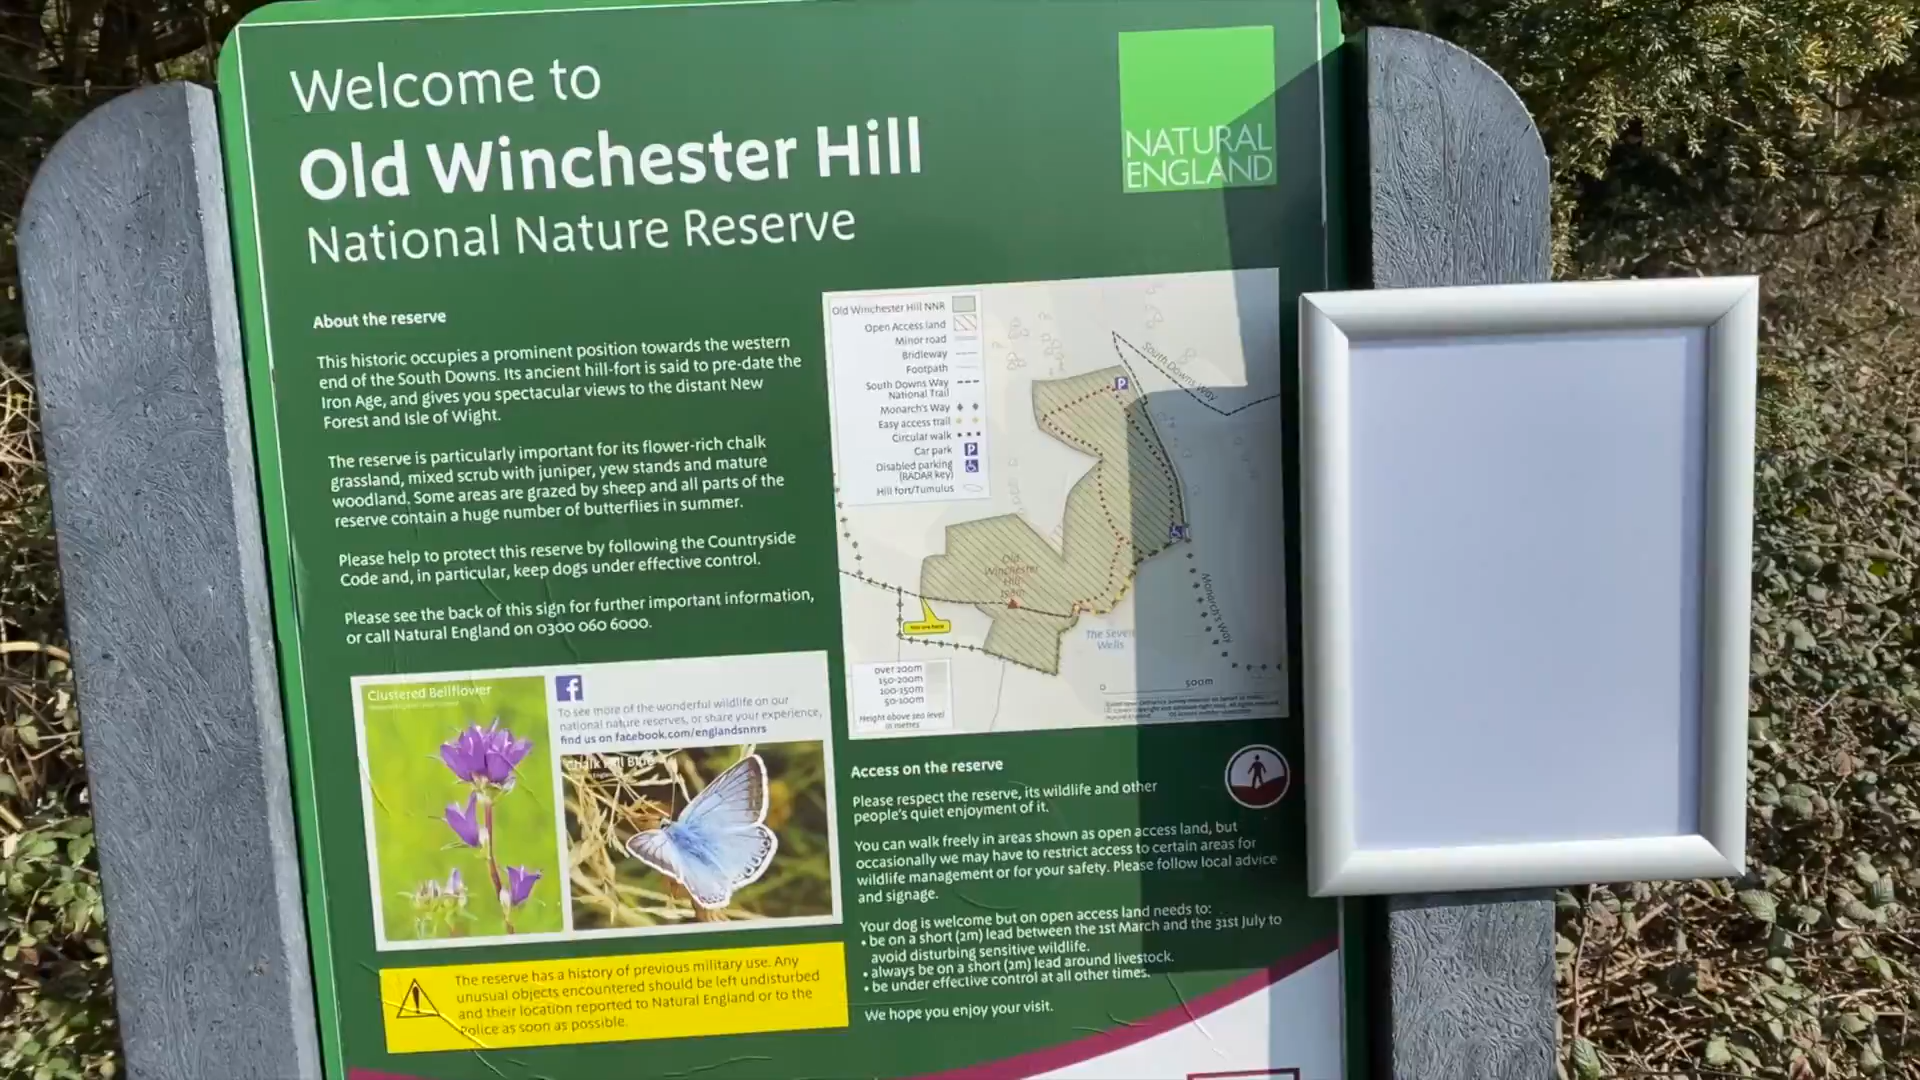 Welcome to
Old Winchester Hill
National Nature Reserve
NATURAL
ENGLAND
About the reserve
This historic occupies a prominent position towards the western
end of the South Downs. Its ancient hill-fort is said to pre-date the
Iron Age, and gives you spectacular views to the distant New
Forest and Isle of Wight.
The reserve is particularly important for its flower-rich chalk
grassland, mixed scrub with juniper, yew stands and mature
woodland. Some areas are grazed by sheep and all parts of the
reserve contain a huge number of butterflies in summer.
Please help to protect this reserve by following the Countryside
Code and, in particular, keep dogs under effective control.
Please see the back of this sign for further important information,
or call Natural England on 0300 060 6000.
Clustered Bellflower
f
To see more of the wonderful wildlife on our
national nature reserves, or share your experience,
find us on facebook.com/englandsnnrs
Chalk Hill Blue
The reserve has a history of previous military use. Any
unusual objects encountered should be left undisturbed
and their location reported to Natural England or to the
Police as soon as possible.
Old Winchester Hill NNR
Open Access land
Minor road
Bridleway
Footpath
South Downs Way
National Trail
Monarch's Way
Easy access trail
Circular walk
Car park P
Disabled parking
(RADAR key)
Hill fort/Tumulus
P
South Downs Way
Old
Winchester
Hill
198m
You are here
The Seven
Wells
Monarch's Way
over 200m
150-200m
100-150m
50-100m
Height above sea level
in metres
0 500m
Access on the reserve
Please respect the reserve, its wildlife and other
people's quiet enjoyment of it.
You can walk freely in areas shown as open access land, but
occasionally we may have to restrict access to certain areas for
wildlife management or for your safety. Please follow local advice
and signage.
Your dog is welcome but on open access land needs to:
• be on a short (2m) lead between the 1st March and the 31st July to
avoid disturbing sensitive wildlife.
• always be on a short (2m) lead around livestock.
• be under effective control at all other times.
We hope you enjoy your visit.